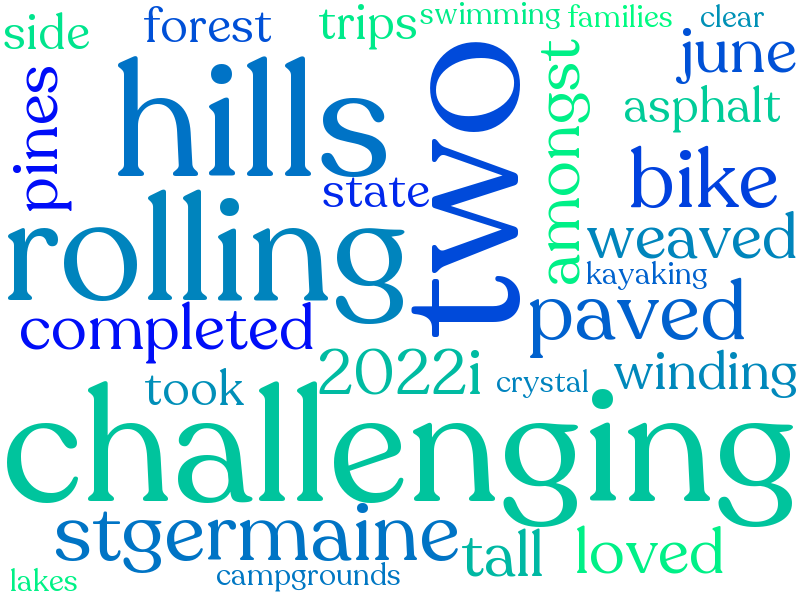 side
forest
trips
swimming
families
clear
june
pines
hills
two
amongst
asphalt
state
bike
rolling
weaved
kayaking
completed
paved
2022i
took
crystal
winding
challenging
stgermaine
tall
loved
lakes
campgrounds